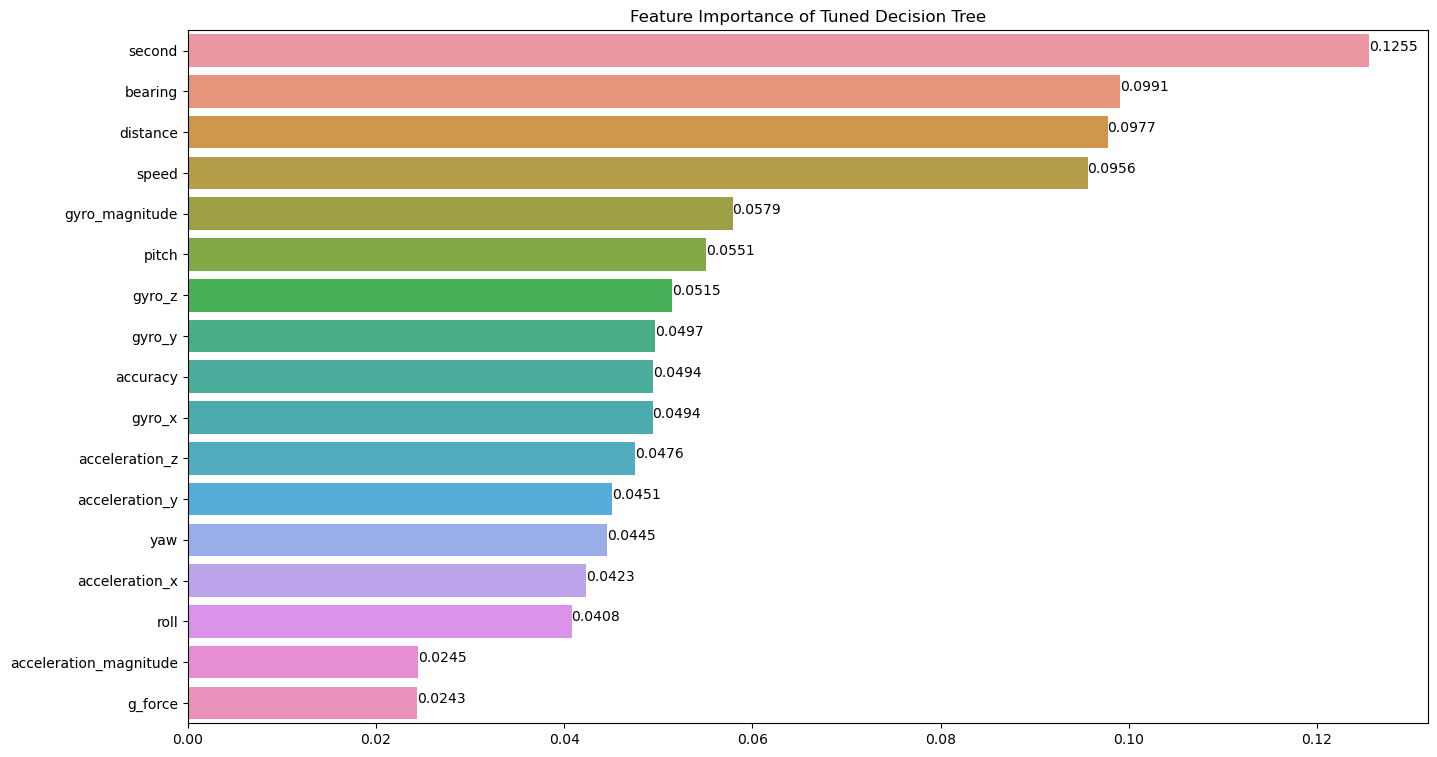 Feature Importance of Tuned Decision Tree
second 0.1255
bearing 0.0991
distance 0.0977
speed 0.0956
gyro_magnitude 0.0579
pitch 0.0551
gyro_z 0.0515
gyro_y 0.0497
accuracy 0.0494
gyro_x 0.0494
acceleration_z 0.0476
acceleration_y 0.0451
yaw 0.0445
acceleration_x 0.0423
roll 0.0408
acceleration_magnitude 0.0245
g_force 0.0243
0.00 0.02 0.04 0.06 0.08 0.10 0.12